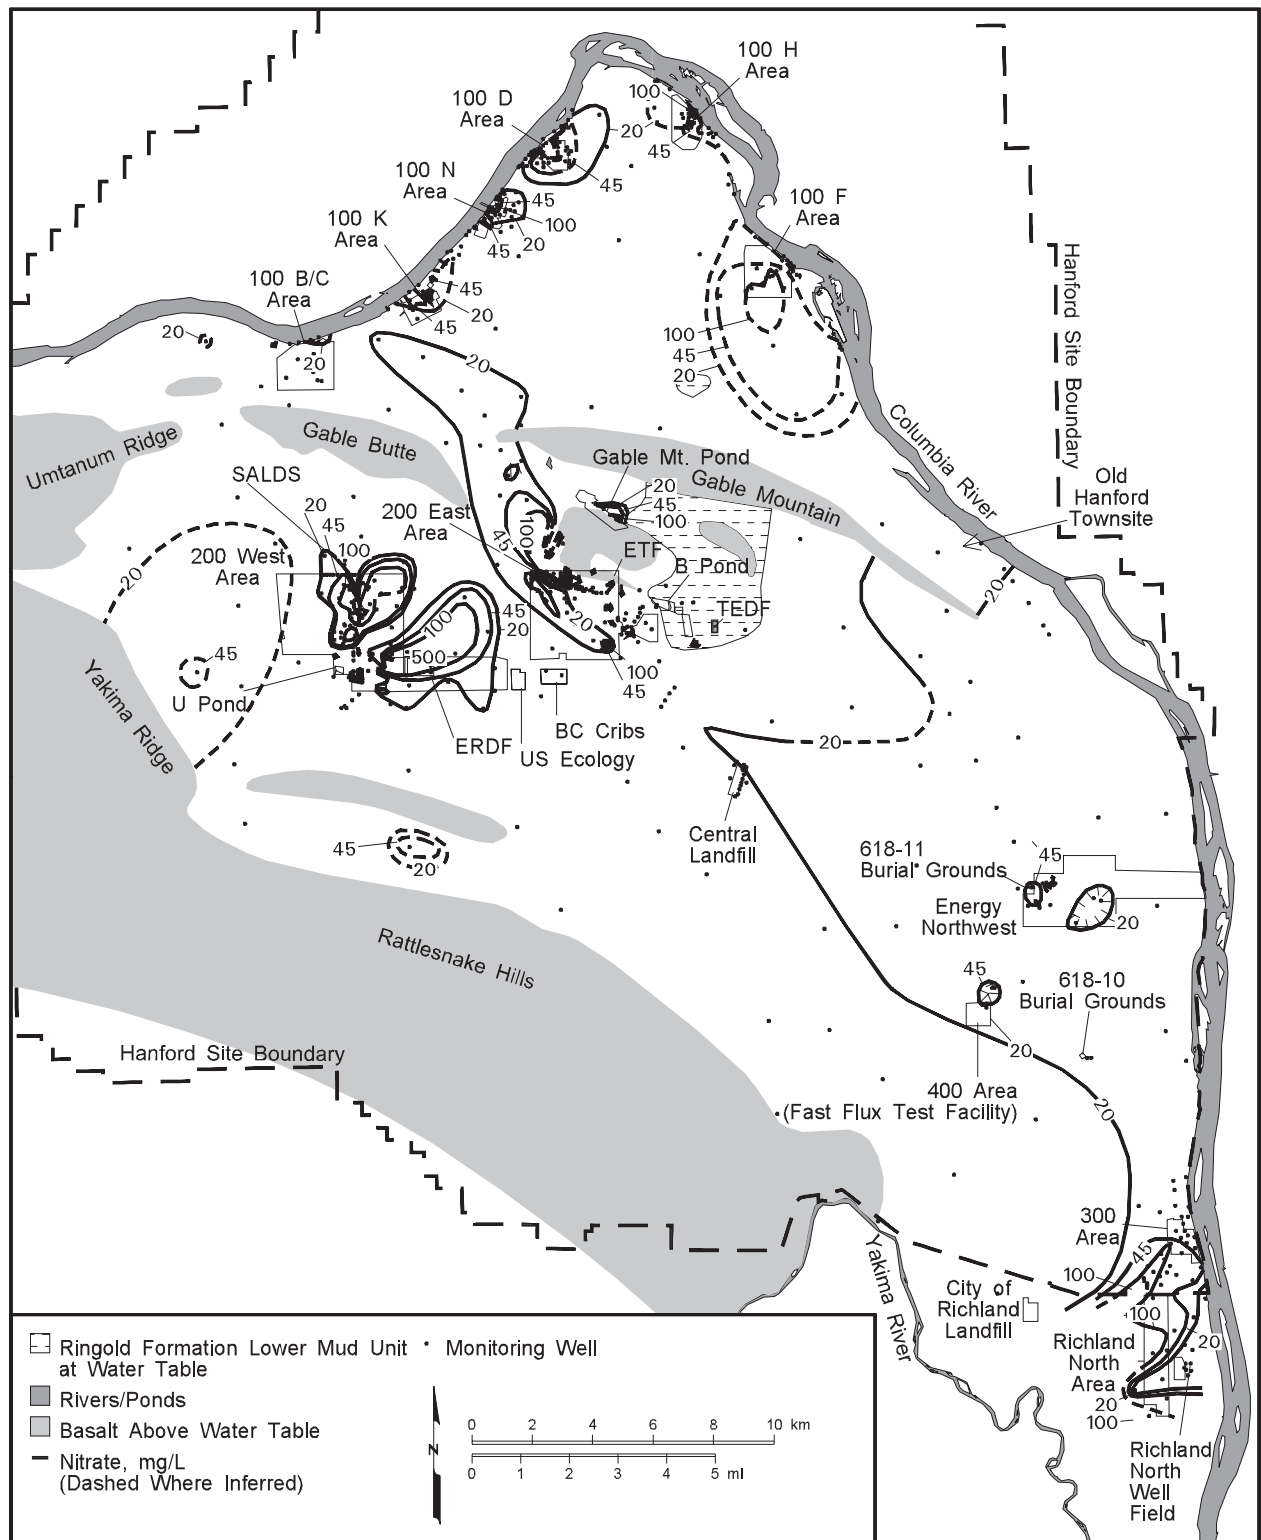 100 H
Area
100
100 D
Area
20
45
45
100 N
Area
45
100
20
45
100 F
Area
100 K
Area
45
20
45
100 B/C
Area
20
20
20
100
45
20
Hanford Site Boundary
Columbia River
Umtanum Ridge
Gable Butte
SALDS
Gable Mt. Pond
Gable Mountain
20
45
100
Old
Hanford
Townsite
20
45
100
200 West
Area
200 East
Area
100
45
ETF
B Pond
TEDF
20
20
20
100
45
20
500
45
100
45
U Pond
Yakima Ridge
ERDF
US Ecology
BC Cribs
20
Central
Landfill
45
20
618-11
Burial Grounds
45
Energy
Northwest
20
Rattlesnake Hills
45
618-10
Burial Grounds
20
Hanford Site Boundary
400 Area
(Fast Flux Test Facility)
20
300
Area
45
100
City of
Richland
Landfill
100
20
Richland
North
Area
20
100
Yakima River
Richland
North
Well
Field
Ringold Formation Lower Mud Unit
at Water Table
Monitoring Well
Rivers/Ponds
Basalt Above Water Table
Nitrate, mg/L
(Dashed Where Inferred)
N
0 2 4 6 8 10 km
0 1 2 3 4 5 mI